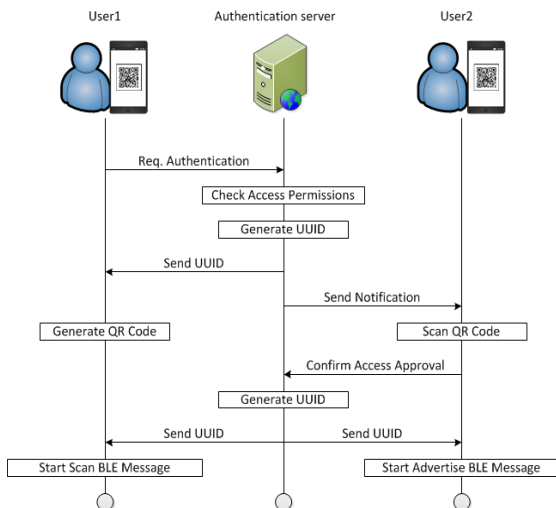 User1
Authentication server
User2
Req. Authentication
Check Access Permissions
Generate UUID
Send UUID
Send Notification
Generate QR Code
Scan QR Code
Confirm Access Approval
Generate UUID
Send UUID
Send UUID
Start Scan BLE Message
Start Advertise BLE Message